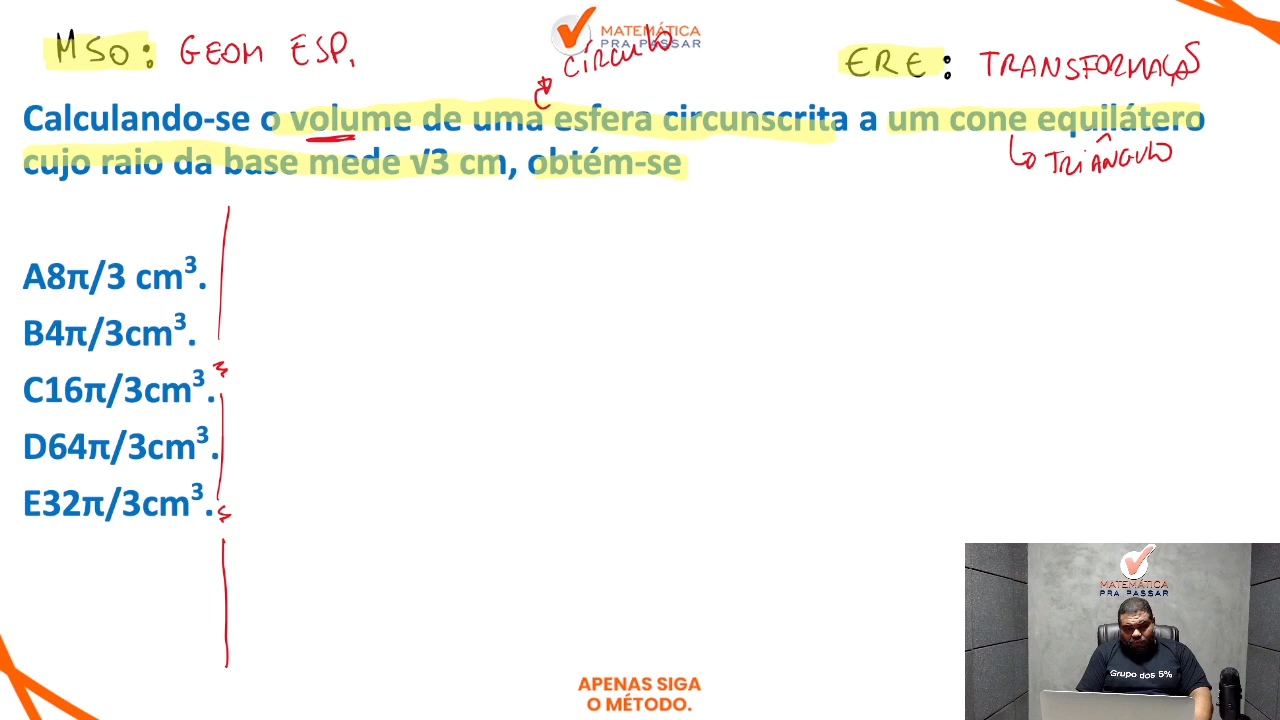 MSO: GEOM ESP.
MATEMÁTICA
PRA PASSAR
círculo
ERE: TRANSFORMAÇÃO
Calculando-se o volume de uma esfera circunscrita a um cone equilátero
cujo raio da base mede √3 cm, obtém-se
TRIÂNGULO
A8π/3 cm³.
B4π/3cm³.
C16π/3cm³.
D64π/3cm³.
E32π/3cm³.
MATEMÁTICA
PRA PASSAR
Grupo dos 5%
APENAS SIGA
O MÉTODO.